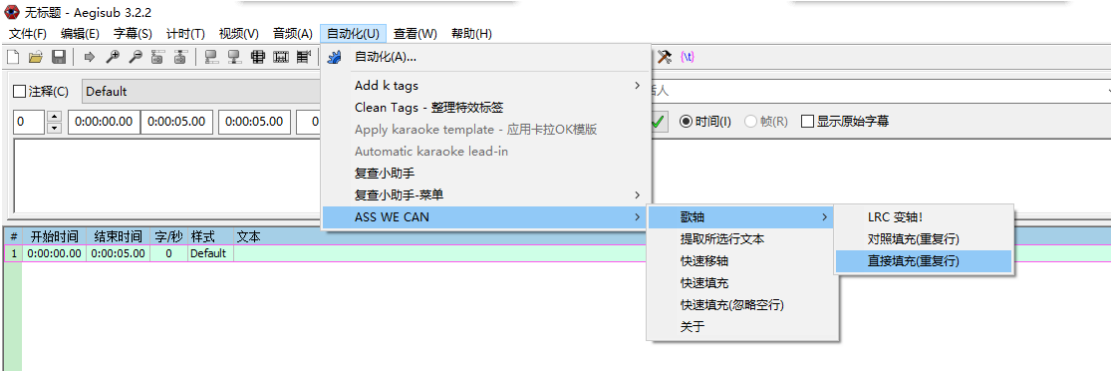 无标题 - Aegisub 3.2.2
文件(F) 编辑(E) 字幕(S) 计时(T) 视频(V) 音频(A) 自动化(U) 查看(W) 帮助(H)
自动化(A)...
{\t}
注释(C) Default
Add k tags
Clean Tags - 整理特效标签
0 0:00:00.00 0:00:05.00 0:00:05.00 0
Apply karaoke template - 应用卡拉OK模版
时间(I) 帧(R) 显示原始字幕
Automatic karaoke lead-in
复查小助手
复查小助手-菜单
ASS WE CAN
歌轴
LRC 变轴!
# 开始时间 结束时间 字/秒 样式 文本
提取所选行文本
对照填充(重复行)
1 0:00:00.00 0:00:05.00 0 Default
快速移轴
直接填充(重复行)
快速填充
快速填充(忽略空行)
关于